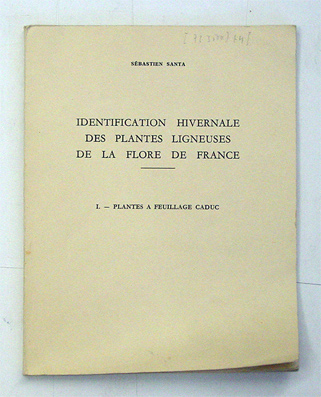 SÉBASTIEN SANTA
IDENTIFICATION HIVERNALE
DES PLANTES LIGNEUSES
DE LA FLORE DE FRANCE
I. — PLANTES A FEUILLAGE CADUC